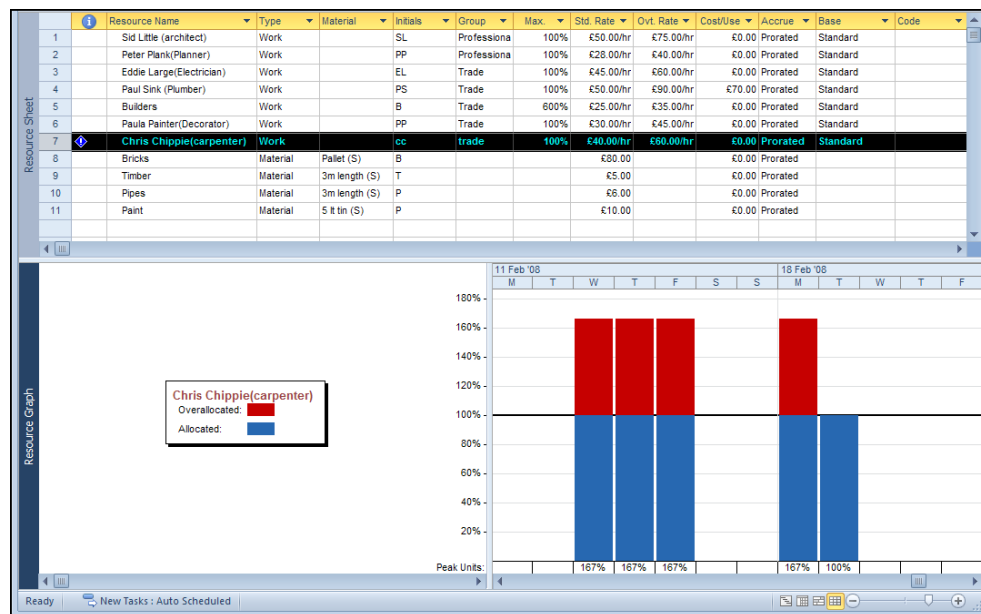 Resource Name Type Material Initials Group Max. Std. Rate Ovt. Rate Cost/Use Accrue Base Code
1 Sid Little (architect) Work SL Professiona 100% £50.00/hr £75.00/hr £0.00 Prorated Standard
2 Peter Plank(Planner) Work PP Professiona 100% £28.00/hr £40.00/hr £0.00 Prorated Standard
3 Eddie Large(Electrician) Work EL Trade 100% £45.00/hr £60.00/hr £0.00 Prorated Standard
4 Paul Sink (Plumber) Work PS Trade 100% £50.00/hr £90.00/hr £70.00 Prorated Standard
5 Builders Work B Trade 600% £25.00/hr £35.00/hr £0.00 Prorated Standard
6 Paula Painter(Decorator) Work PP Trade 100% £30.00/hr £45.00/hr £0.00 Prorated Standard
7 Chris Chippie(carpenter) Work cc trade 100% £40.00/hr £60.00/hr £0.00 Prorated Standard
8 Bricks Material Pallet (S) B £80.00 £0.00 Prorated
9 Timber Material 3m length (S) T £5.00 £0.00 Prorated
10 Pipes Material 3m length (S) P £6.00 £0.00 Prorated
11 Paint Material 5 lt tin (S) P £10.00 £0.00 Prorated
Resource Sheet
11 Feb '08 18 Feb '08
M T W T F S S M T W T F
180%
160%
140%
120%
100%
80%
60%
40%
20%
Chris Chippie(carpenter)
Overallocated:
Allocated:
Resource Graph
Peak Units: 167% 167% 167% 167% 100%
Ready New Tasks : Auto Scheduled